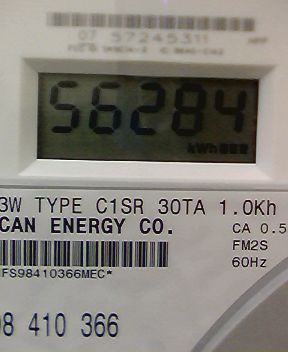 07 57245311
56284
kWh
3W TYPE C1SR 30TA 1.0Kh
CAN ENERGY CO.
CA 0.5
FM2S
60Hz
FS98410366MEC*
98 410 366